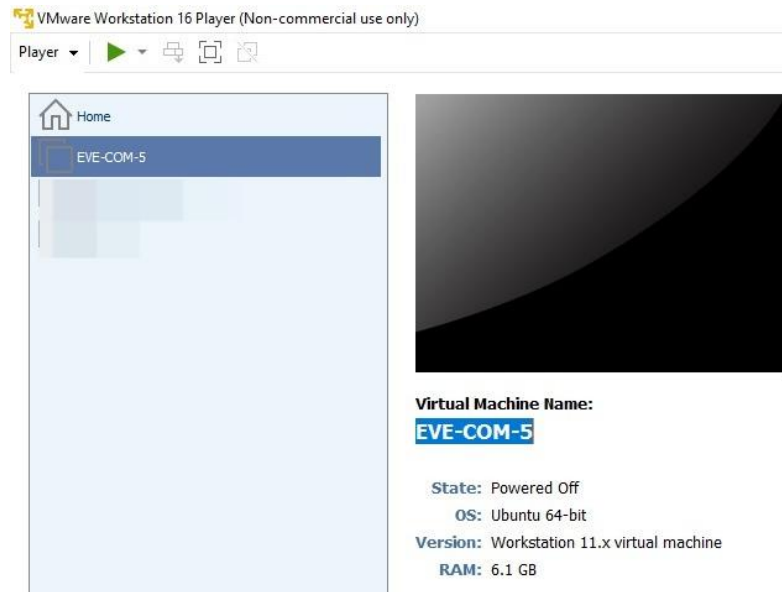 VMware Workstation 16 Player (Non-commercial use only)
Player
Home
EVE-COM-5
Virtual Machine Name:
EVE-COM-5
State: Powered Off
OS: Ubuntu 64-bit
Version: Workstation 11.x virtual machine
RAM: 6.1 GB